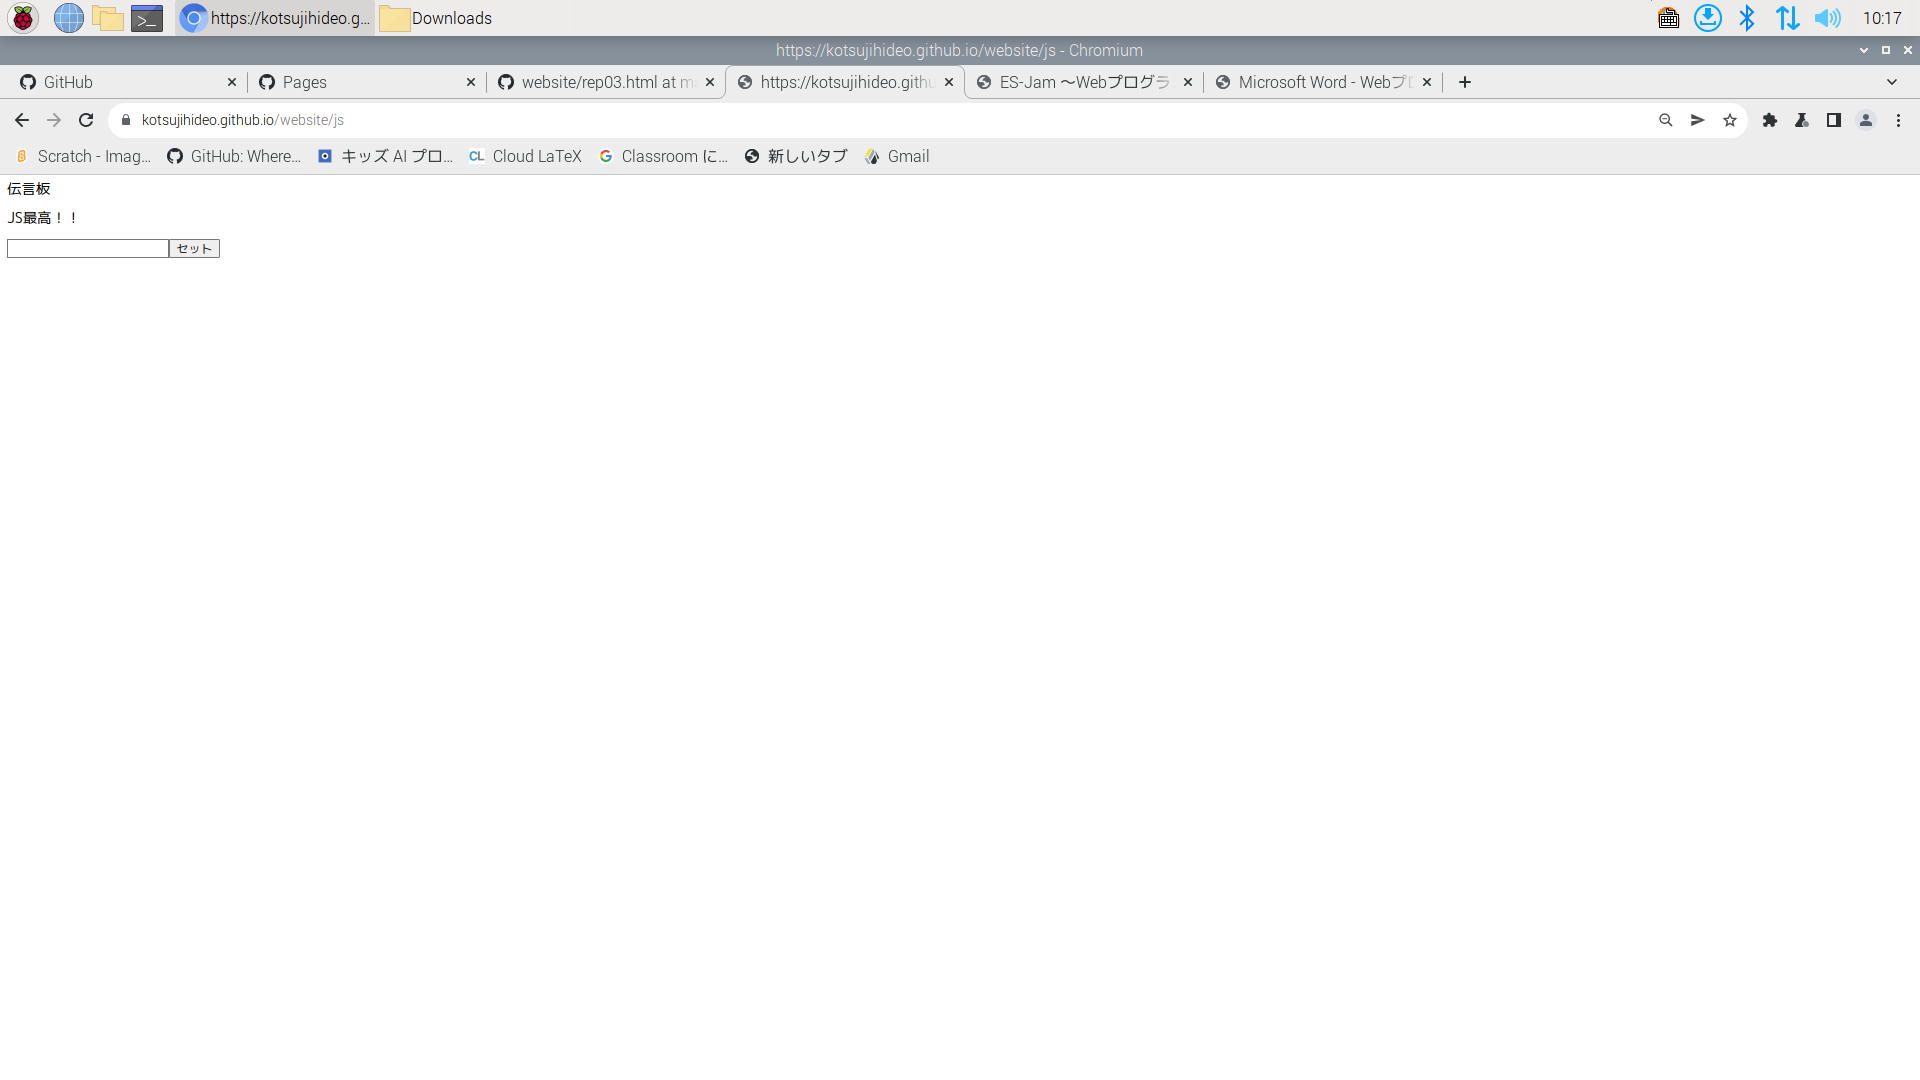 https://kotsujihideo.g... Downloads 10:17
https://kotsujihideo.github.io/website/js - Chromium
GitHub Pages website/rep03.html at ma https://kotsujihideo.githu ES-Jam ～Webプログラ Microsoft Word - Webプロ
kotsujihideo.github.io/website/js
Scratch - Imag... GitHub: Where... キッズ AI プロ... CL Cloud LaTeX Classroom に... 新しいタブ Gmail
伝言板
JS最高！！
セット